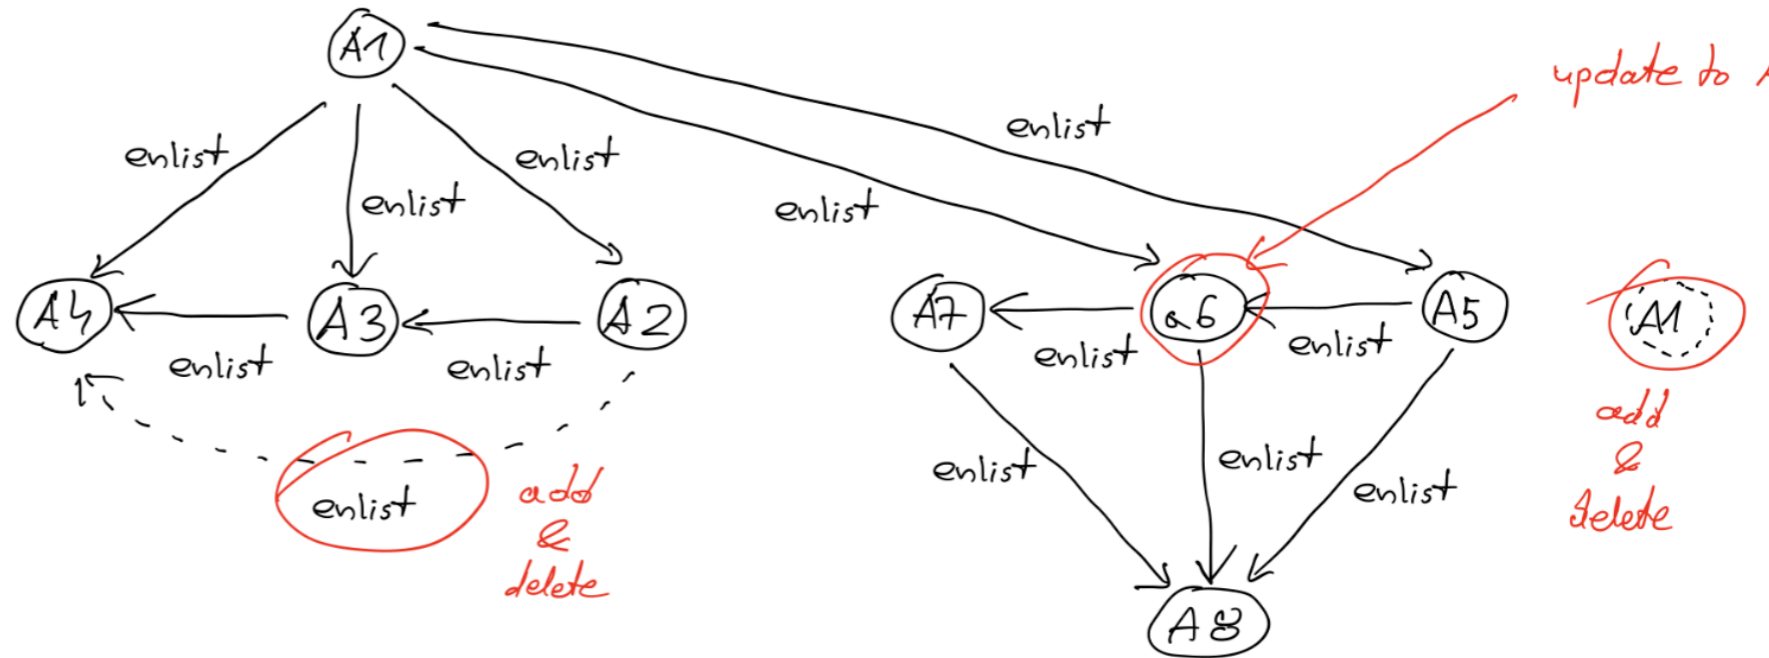 A1
update to
enlist
enlist
enlist
enlist
enlist
A4
A3
A2
A7
a6
A5
A1
enlist
enlist
enlist
enlist
add
&
delete
enlist
enlist
enlist
enlist
add
&
delete
A8